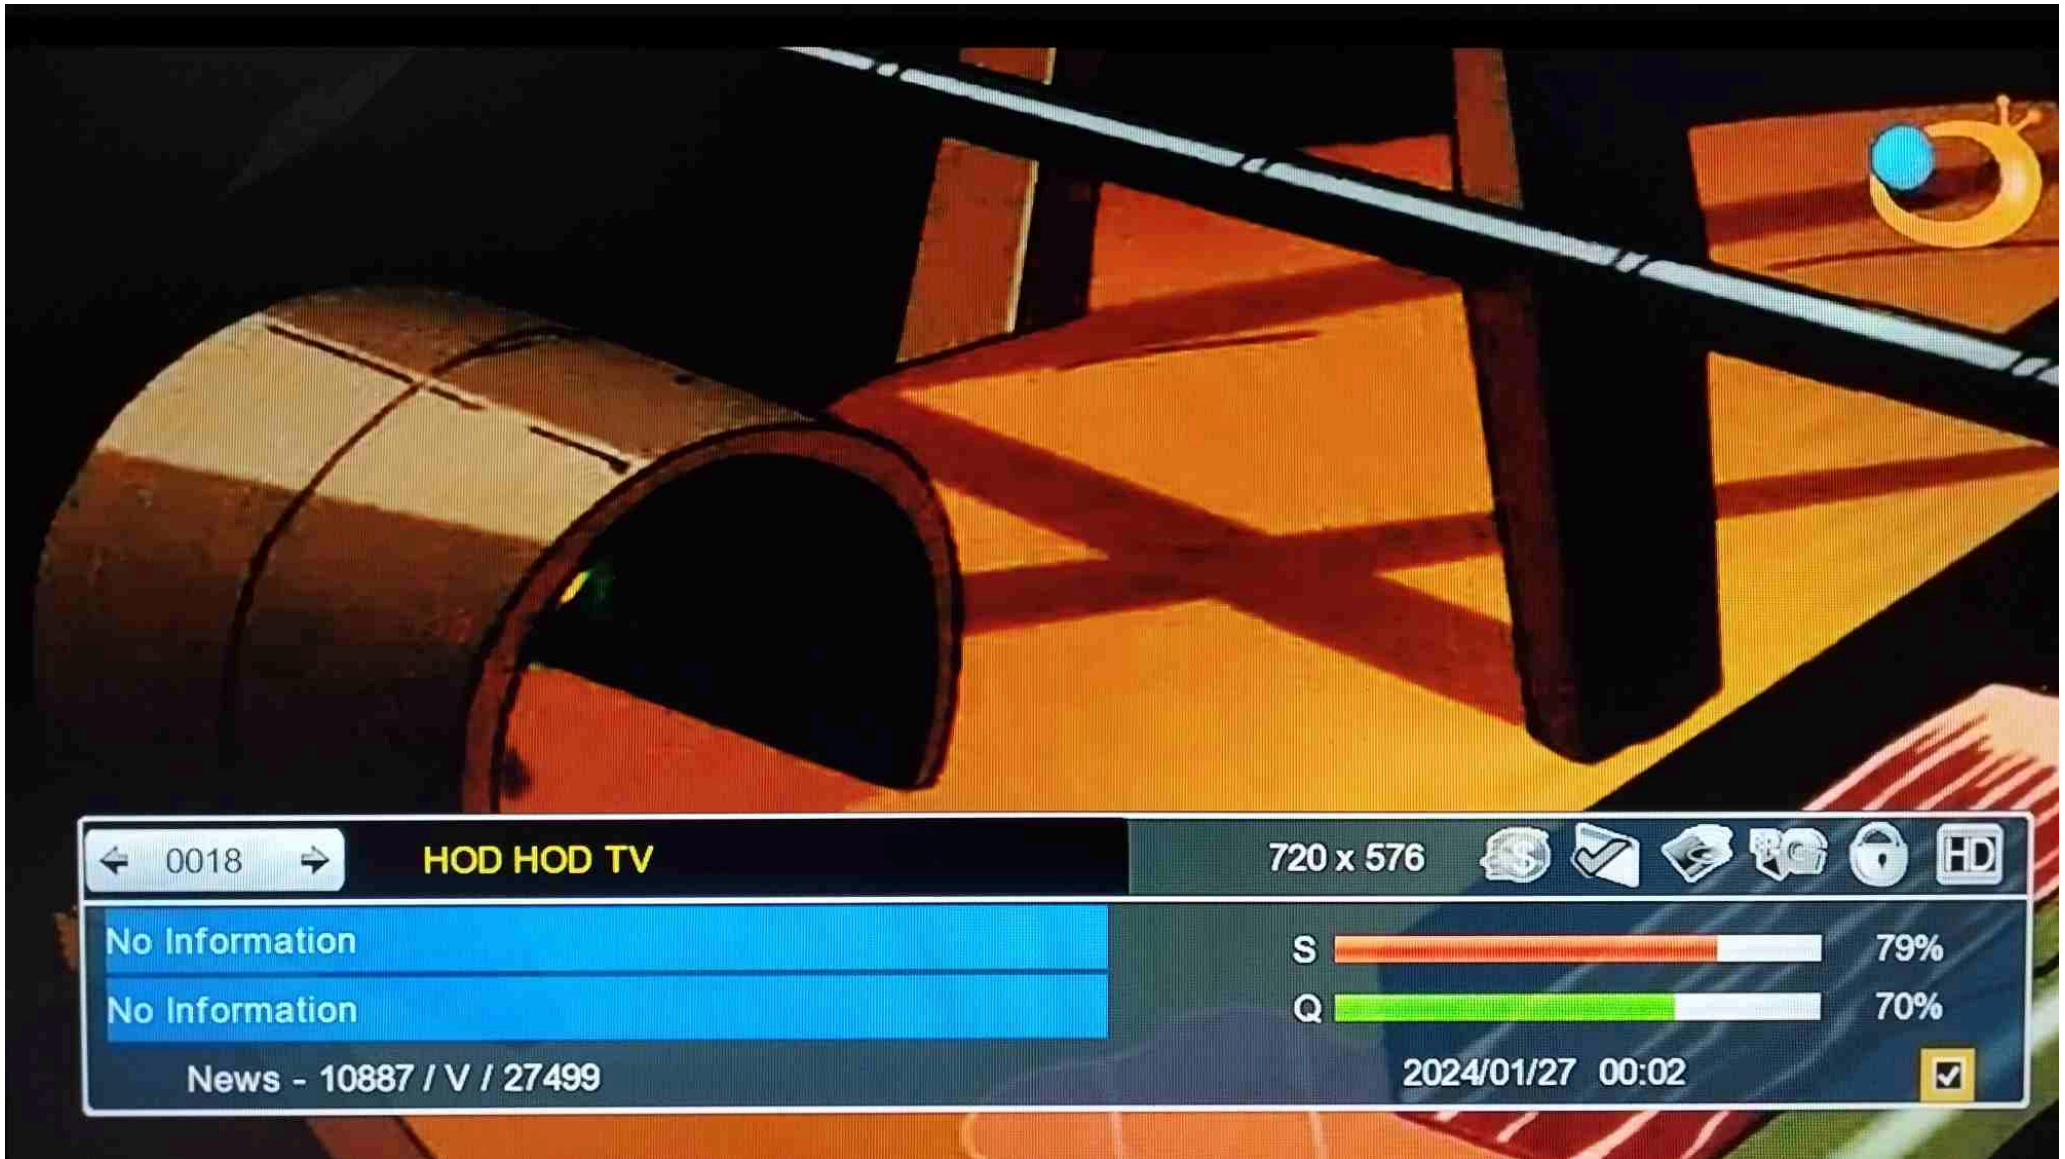 0018
HOD HOD TV
720 x 576
HD
No Information
No Information
S 79%
Q 70%
News - 10887 / V / 27499
2024/01/27 00:02